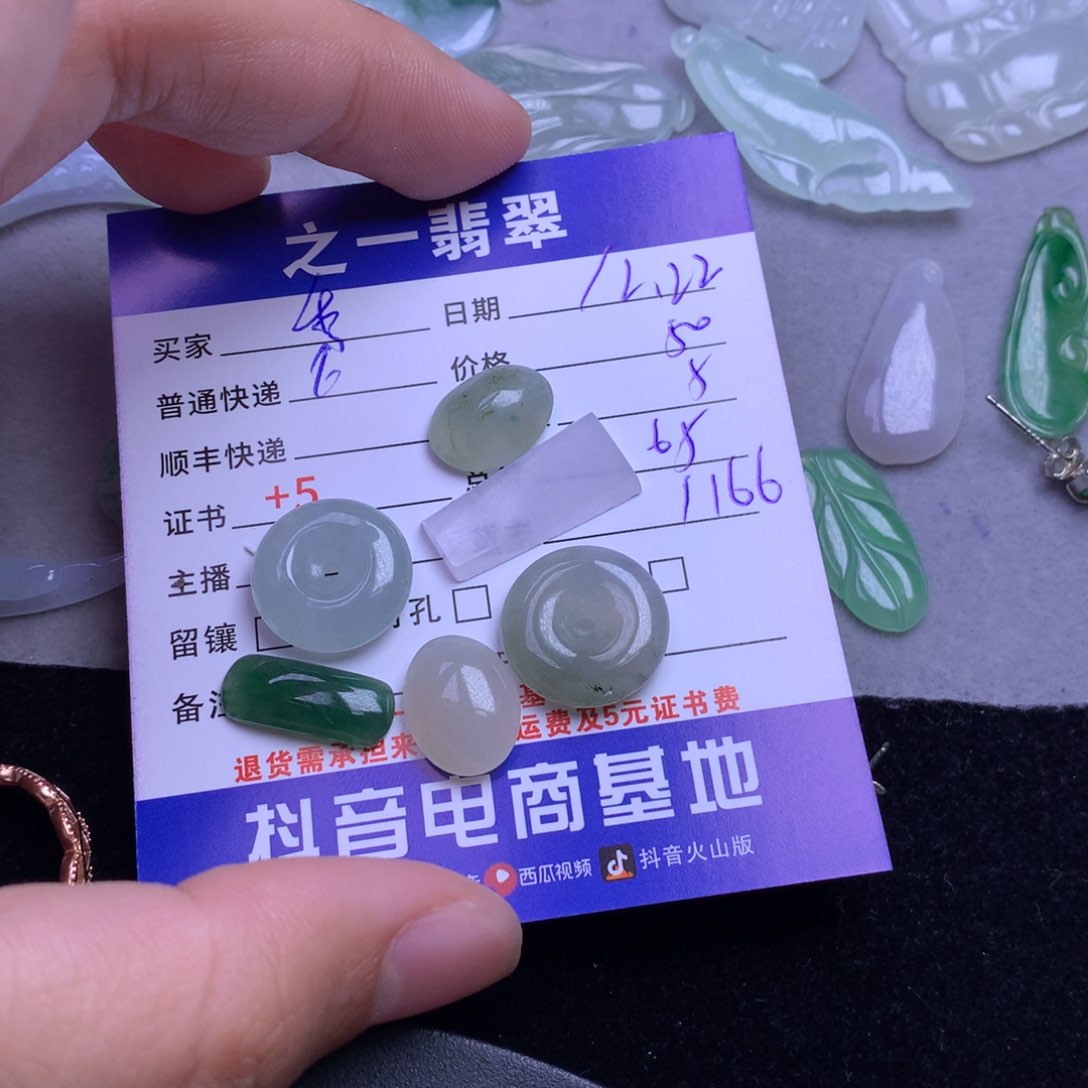 之一翡翠
买家 日期 12.22
普通快递 6 价格 50
顺丰快递 8
证书 +5 总 65
主播 1166
留镶 孔
备注
基
退货需承担来 运费及5元证书费
抖音电商基地
西瓜视频 抖音火山版